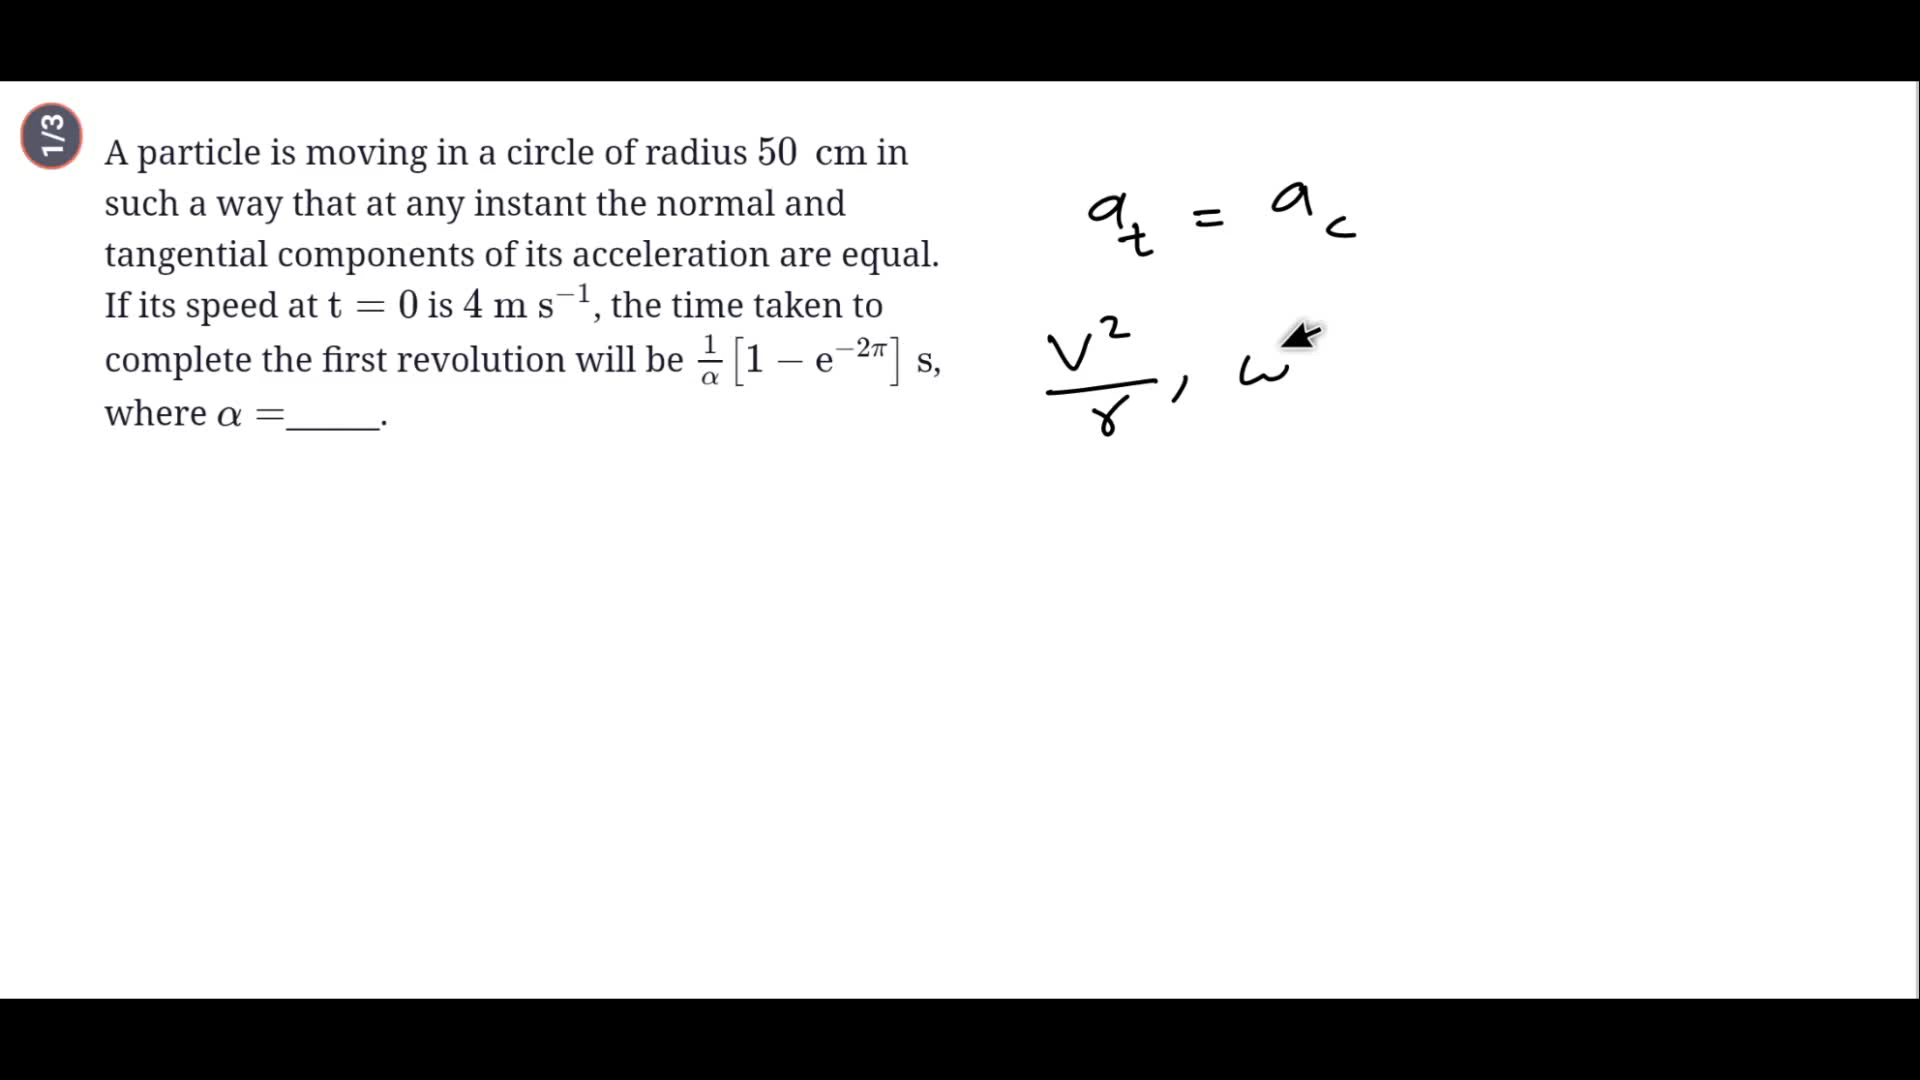 1/3
A particle is moving in a circle of radius 50 cm in
such a way that at any instant the normal and
tangential components of its acceleration are equal.
If its speed at t = 0 is 4 m s⁻¹, the time taken to
complete the first revolution will be 1/α [1 − e^(−2π)] s,
where α =_____.
a_t = a_c
v²/r, ω